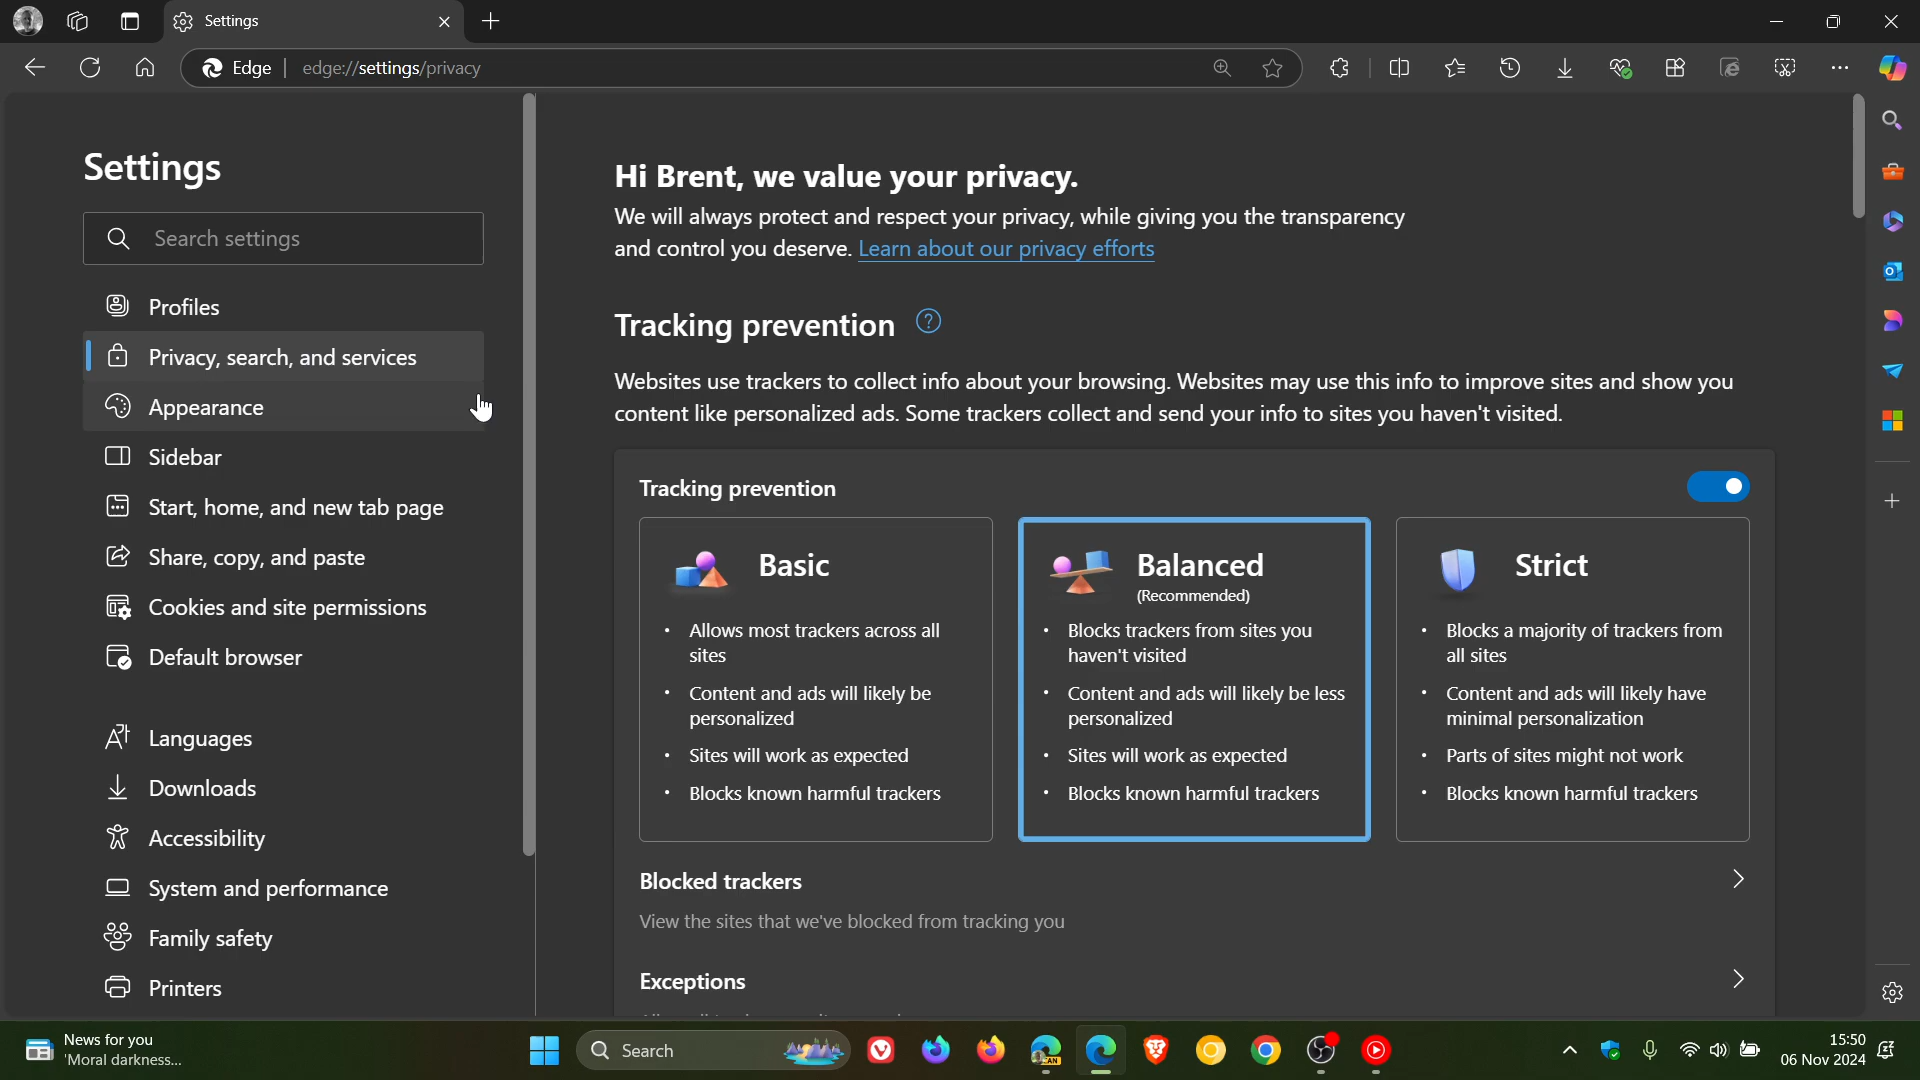 Settings
Edge
edge://settings/privacy
Settings
Search settings
Profiles
Privacy, search, and services
Appearance
Sidebar
Start, home, and new tab page
Share, copy, and paste
Cookies and site permissions
Default browser
Languages
Downloads
Accessibility
System and performance
Family safety
Printers
Hi Brent, we value your privacy.
We will always protect and respect your privacy, while giving you the transparency
and control you deserve. Learn about our privacy efforts
Tracking prevention
Websites use trackers to collect info about your browsing. Websites may use this info to improve sites and show you
content like personalized ads. Some trackers collect and send your info to sites you haven't visited.
Tracking prevention
Basic
• Allows most trackers across all
sites
• Content and ads will likely be
personalized
• Sites will work as expected
• Blocks known harmful trackers
Balanced
(Recommended)
• Blocks trackers from sites you
haven't visited
• Content and ads will likely be less
personalized
• Sites will work as expected
• Blocks known harmful trackers
Strict
• Blocks a majority of trackers from
all sites
• Content and ads will likely have
minimal personalization
• Parts of sites might not work
• Blocks known harmful trackers
Blocked trackers
View the sites that we've blocked from tracking you
Exceptions
News for you
'Moral darkness...
Search
CAN
15:50
06 Nov 2024